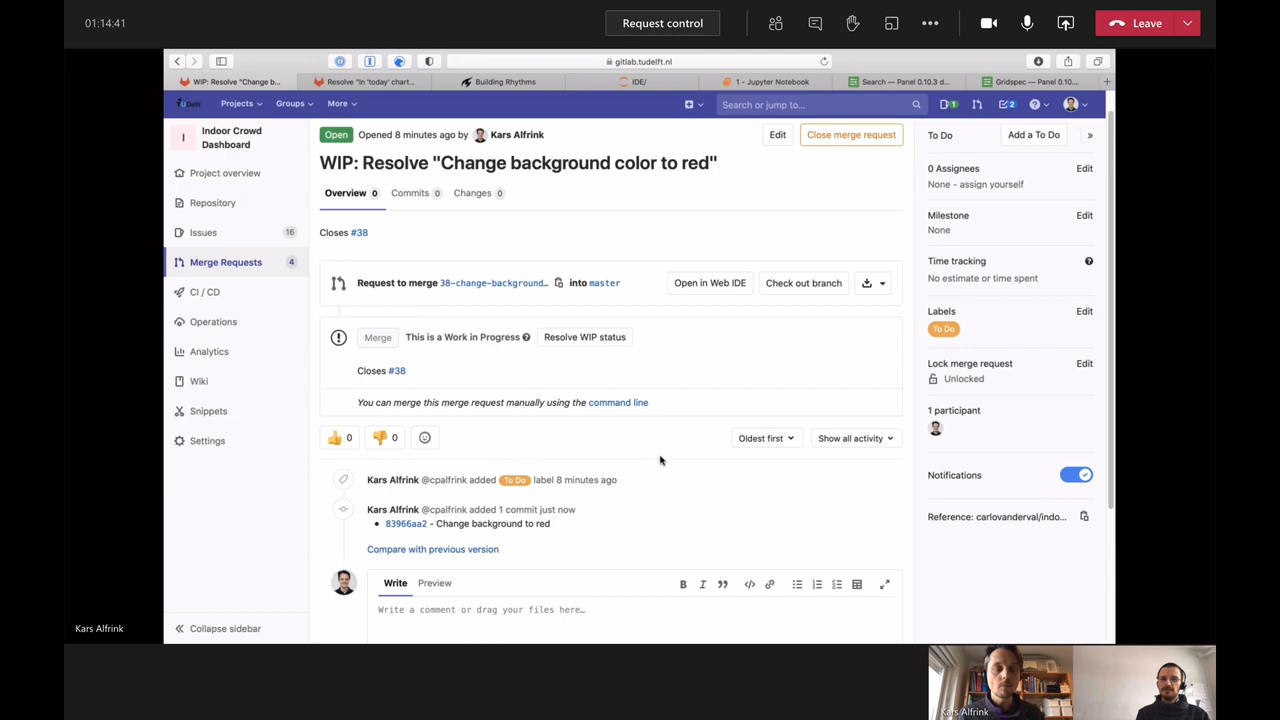 01:14:41
Request control
Leave
gitlab.tudelft.nl
WIP: Resolve "Change b...
Resolve "In 'today' chart...
Building Rhythms
IDE/
1 - Jupyter Notebook
Search — Panel 0.10.3 d...
Gridspec — Panel 0.10....
TUDelft
Projects
Groups
More
Search or jump to...
1
2
I
Indoor Crowd
Dashboard
Project overview
Repository
Issues 16
Merge Requests 4
CI / CD
Operations
Analytics
Wiki
Snippets
Settings
Collapse sidebar
Open Opened 8 minutes ago by Kars Alfrink
Edit
Close merge request
WIP: Resolve "Change background color to red"
Overview 0 Commits 0 Changes 0
Closes #38
Request to merge 38-change-background… into master
Open in Web IDE
Check out branch
Merge This is a Work in Progress Resolve WIP status
Closes #38
You can merge this merge request manually using the command line
0 0
Oldest first
Show all activity
Kars Alfrink @cpalfrink added To Do label 8 minutes ago
Kars Alfrink @cpalfrink added 1 commit just now
83966aa2 - Change background to red
Compare with previous version
Write Preview
Write a comment or drag your files here…
To Do Add a To Do
0 Assignees Edit
None - assign yourself
Milestone Edit
None
Time tracking
No estimate or time spent
Labels Edit
To Do
Lock merge request Edit
Unlocked
1 participant
Notifications
Reference: carlovanderval/indo...
Kars Alfrink
Kars Alfrink